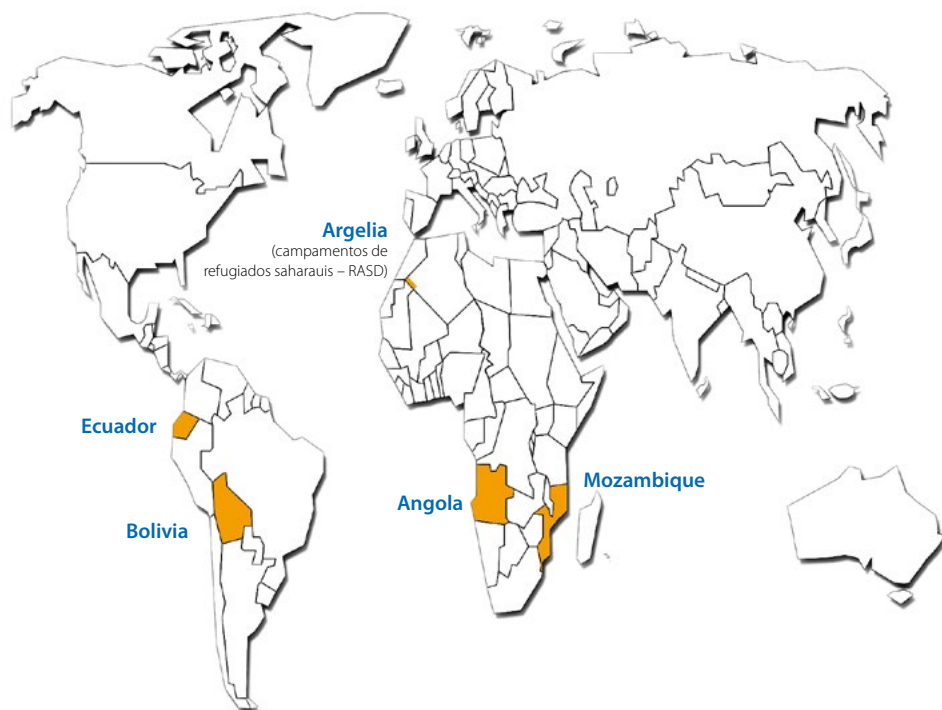 Argelia
(campamentos de
refugiados saharauis – RASD)
Ecuador
Bolivia
Angola
Mozambique